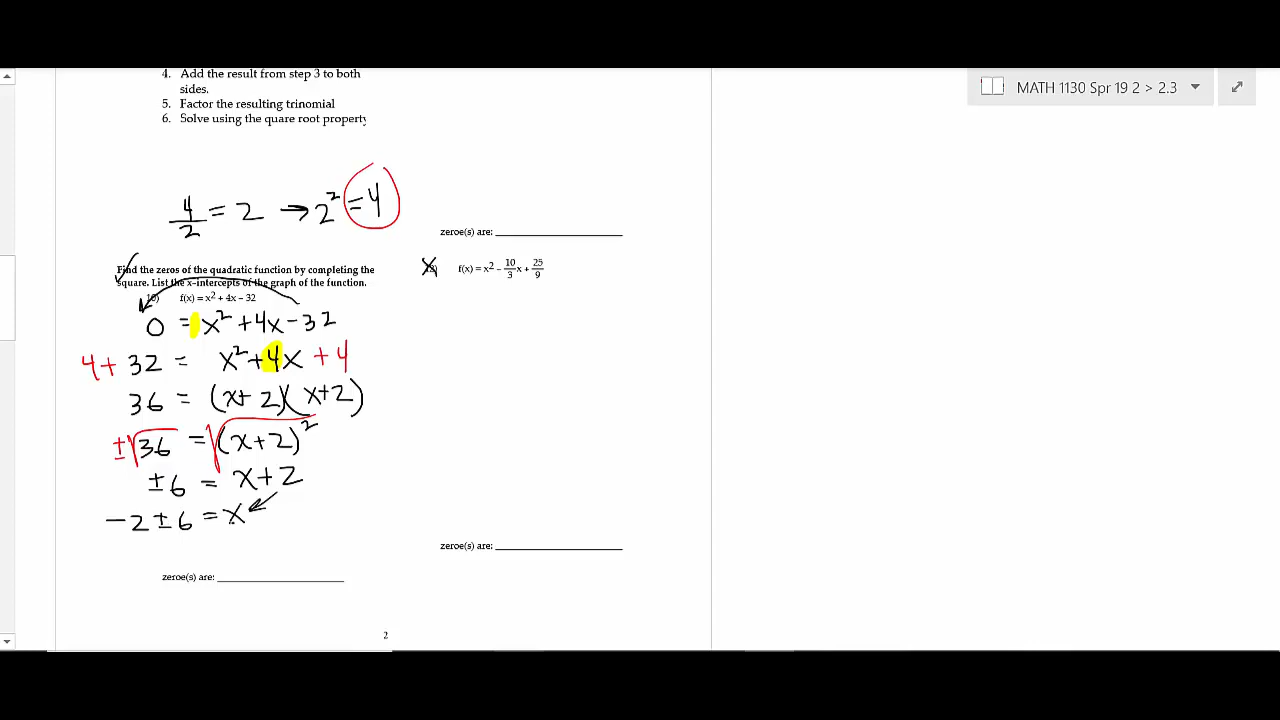 MATH 1130 Spr 19 2 > 2.3
4. Add the result from step 3 to both
sides.
5. Factor the resulting trinomial
6. Solve using the quare root property
4/2 = 2 → 2² = 4
Find the zeros of the quadratic function by completing the
square. List the x-intercepts of the graph of the function.
f(x) = x² + 4x – 32
0 = x² + 4x – 32
4 + 32 = x² + 4x + 4
36 = (x + 2)(x + 2)
±√36 = √(x + 2)²
± 6 = x + 2
– 2 ± 6 = x
zeroe(s) are:
zeroe(s) are:
f(x) = x² – 10/3 x + 25/9
zeroe(s) are:
2